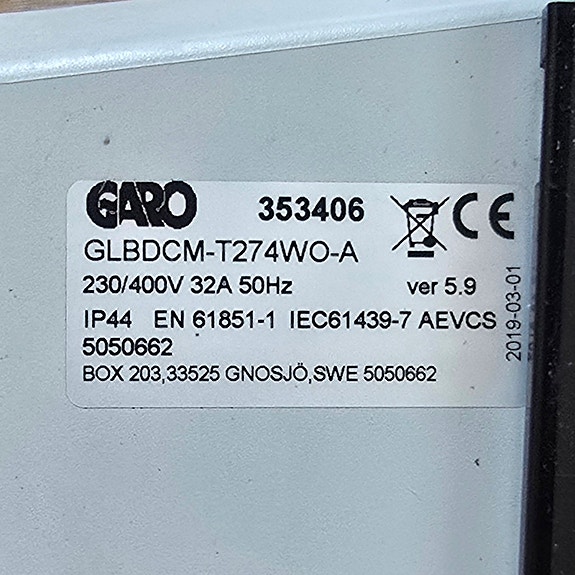 GARO 353406 CE
GLBDCM-T274WO-A
230/400V 32A 50Hz ver 5.9
IP44 EN 61851-1 IEC61439-7 AEVCS
5050662
BOX 203,33525 GNOSJÖ,SWE 5050662
2019-03-01